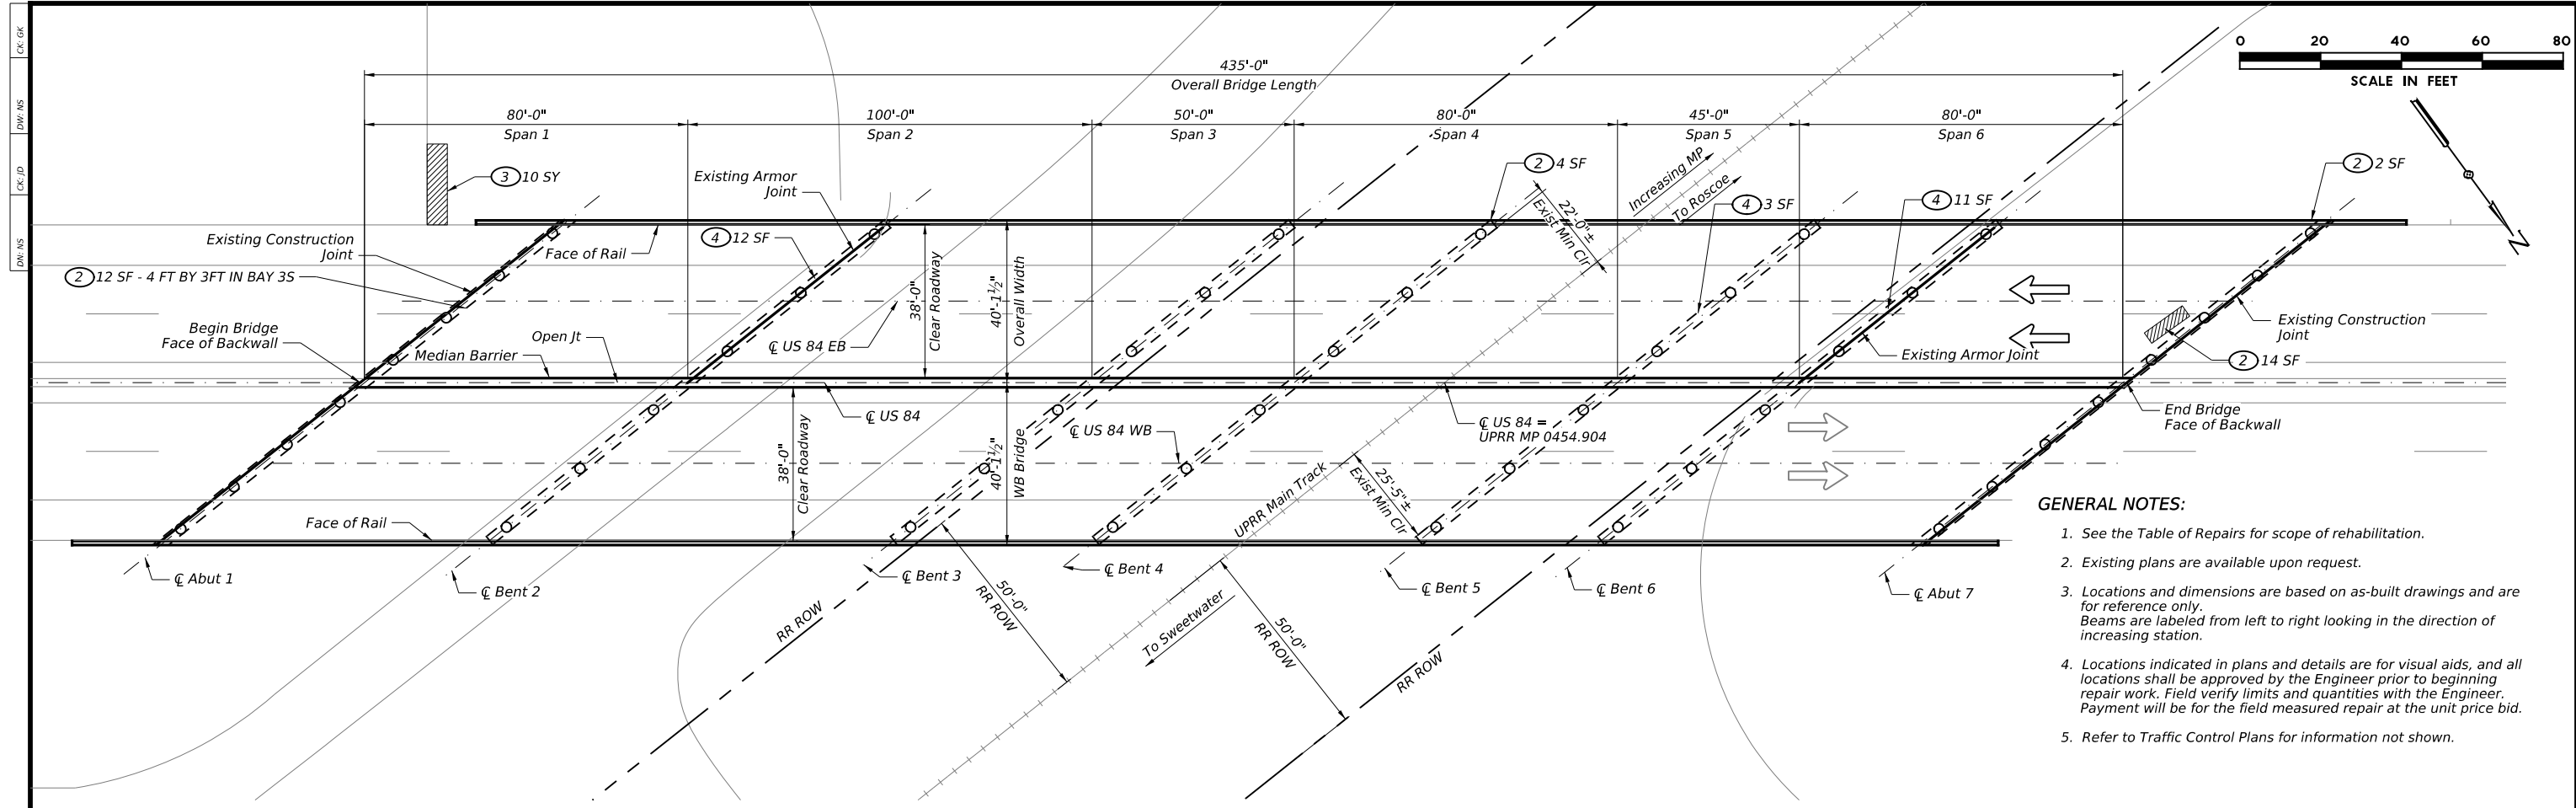 CK: GK
DW: NS
CK: JD
DN: NS
0 20 40 60 80
SCALE IN FEET
435'-0"
Overall Bridge Length
80'-0"
Span 1
100'-0"
Span 2
50'-0"
Span 3
80'-0"
Span 4
45'-0"
Span 5
80'-0"
Span 6
3 10 SY
Existing Armor
Joint
2 4 SF
2 2 SF
Increasing MP
To Roscoe
22'-0"±
Exist Min Clr
4 3 SF
4 11 SF
N
Existing Construction
Joint
Face of Rail
4 12 SF
2 12 SF - 4 FT BY 3FT IN BAY 3S
38'-0"
Clear Roadway
40'-1½"
Overall Width
Begin Bridge
Face of Backwall
Open Jt
Median Barrier
℄ US 84 EB
Existing Armor Joint
Existing Construction
Joint
2 14 SF
℄ US 84
℄ US 84 WB
℄ US 84 =
UPRR MP 0454.904
End Bridge
Face of Backwall
38'-0"
Clear Roadway
40'-1½"
WB Bridge
UPRR Main Track
25'-5"±
Exist Min Clr
Face of Rail
℄ Abut 1
℄ Bent 2
℄ Bent 3
℄ Bent 4
℄ Bent 5
℄ Bent 6
℄ Abut 7
RR ROW
50'-0"
RR ROW
To Sweetwater
50'-0"
RR ROW
RR ROW
GENERAL NOTES:
1. See the Table of Repairs for scope of rehabilitation.
2. Existing plans are available upon request.
3. Locations and dimensions are based on as-built drawings and are
for reference only.
Beams are labeled from left to right looking in the direction of
increasing station.
4. Locations indicated in plans and details are for visual aids, and all
locations shall be approved by the Engineer prior to beginning
repair work. Field verify limits and quantities with the Engineer.
Payment will be for the field measured repair at the unit price bid.
5. Refer to Traffic Control Plans for information not shown.